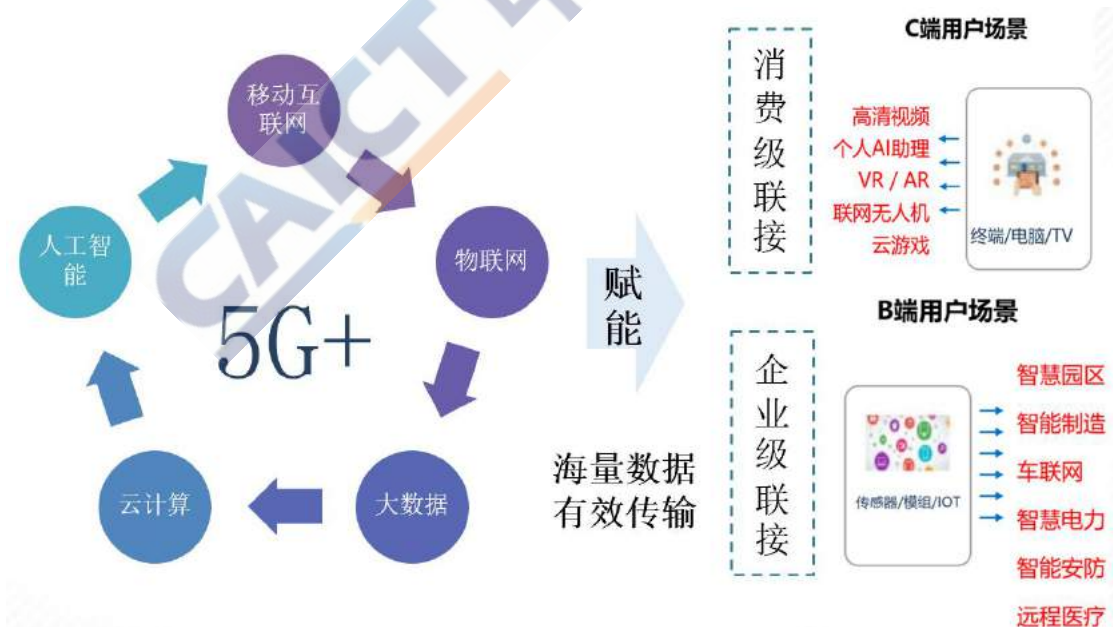 移动互
联网
物联网
大数据
云计算
人工智
能
5G+
赋
能
海量数据
有效传输
消
费
级
联
接
C端用户场景
高清视频
个人AI助理
VR / AR
联网无人机
云游戏
终端/电脑/TV
企
业
级
联
接
B端用户场景
传感器/模组/IOT
智慧园区
智能制造
车联网
智慧电力
智能安防
远程医疗
CAICT